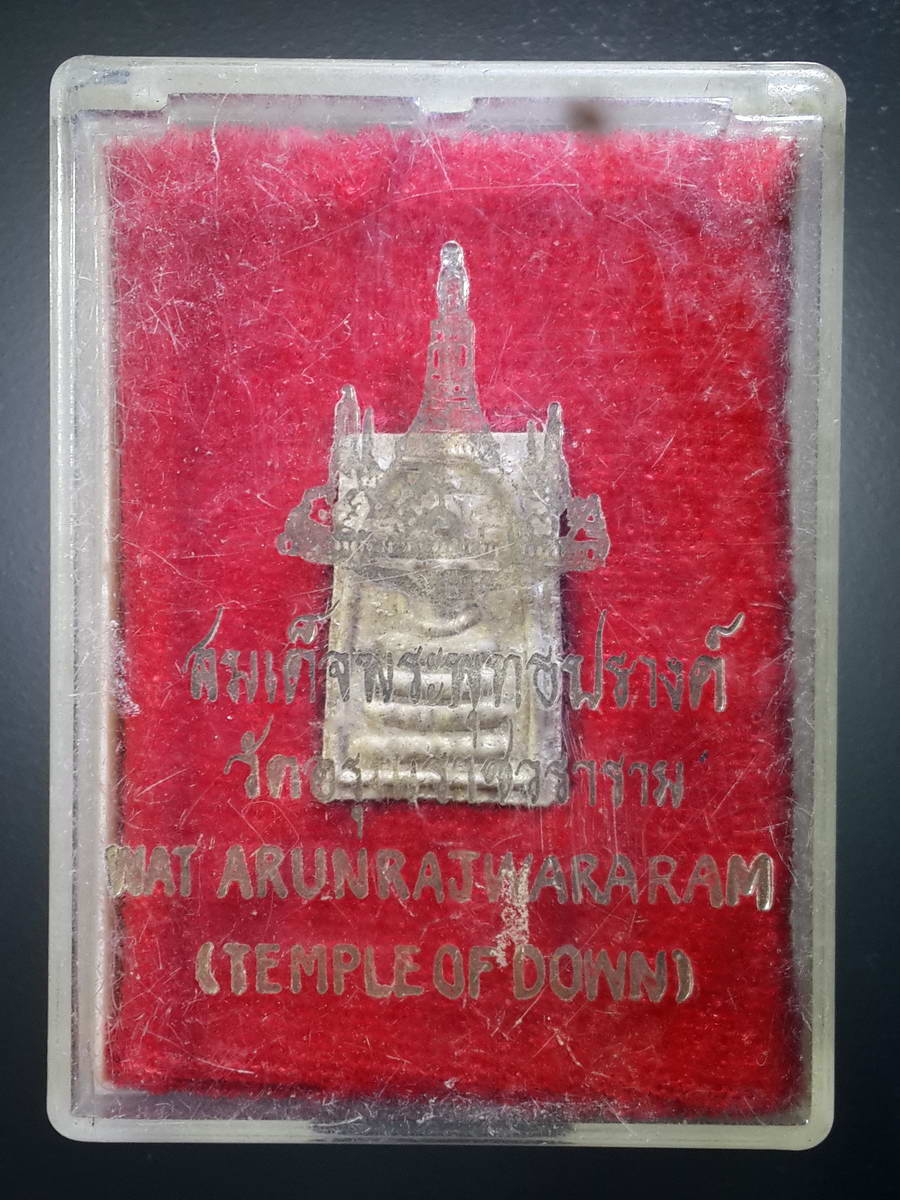 สมเด็จพระพุทธปรางค์
วัดอรุณราชวราราม
WAT ARUNRAJWARARAM
(TEMPLE OF DOWN)